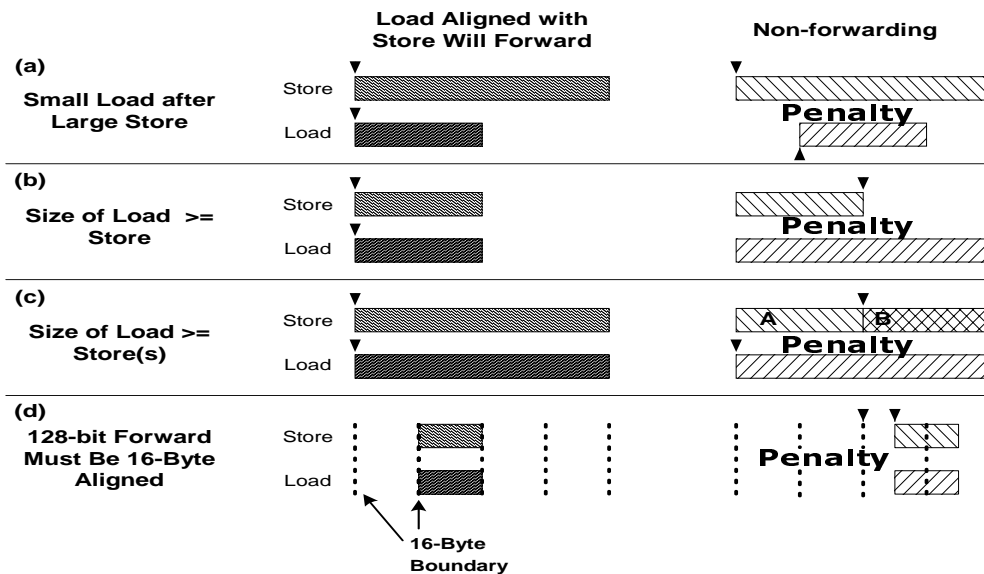 Load Aligned with
Store Will Forward
Non-forwarding
(a)
Small Load after
Large Store
Store
Load
Penalty
(b)
Size of Load >=
Store
Store
Load
Penalty
(c)
Size of Load >=
Store(s)
Store
Load
A
B
Penalty
(d)
128-bit Forward
Must Be 16-Byte
Aligned
Store
Load
Penalty
16-Byte
Boundary